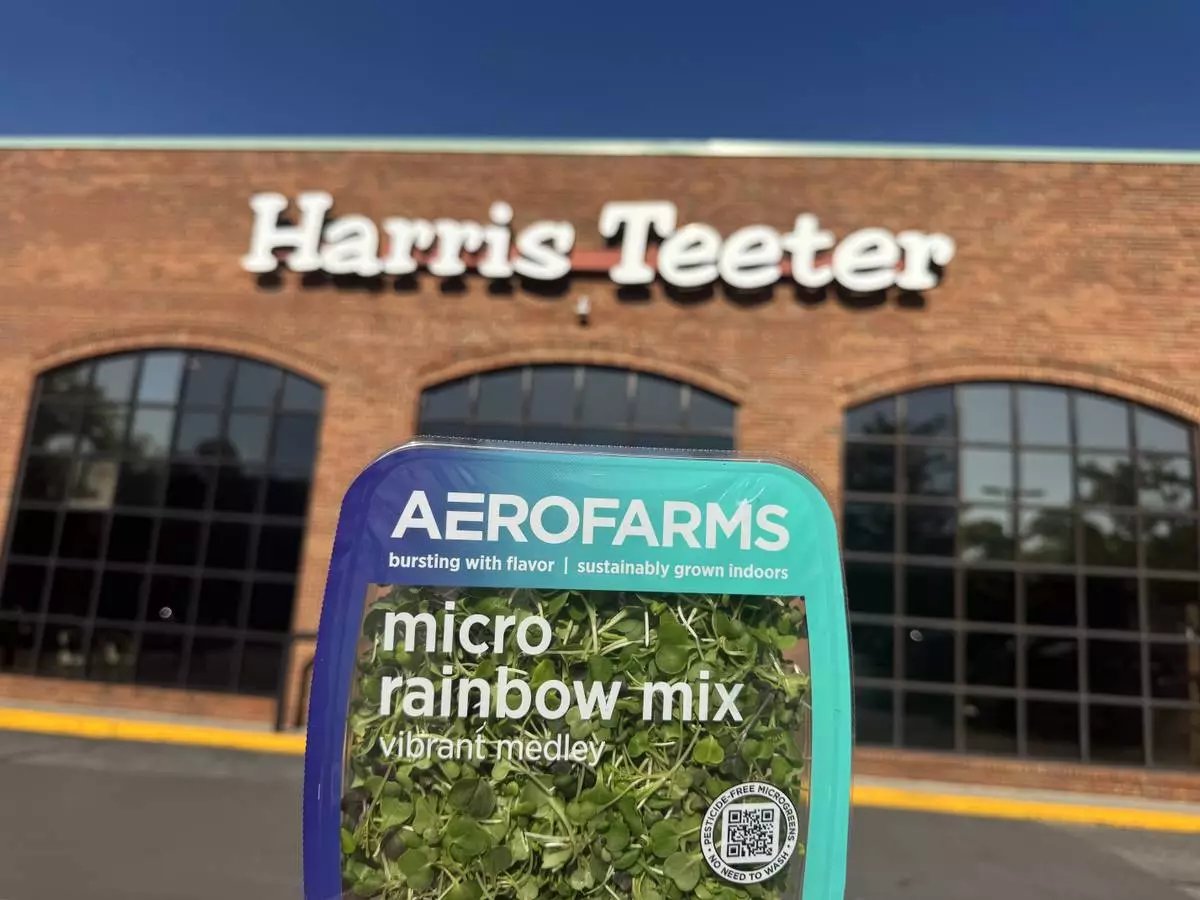 Harris Teeter
AEROFARMS
bursting with flavor | sustainably grown indoors
micro
rainbow mix
vibrant medley
PESTICIDE-FREE MICROGREENS
NO NEED TO WASH